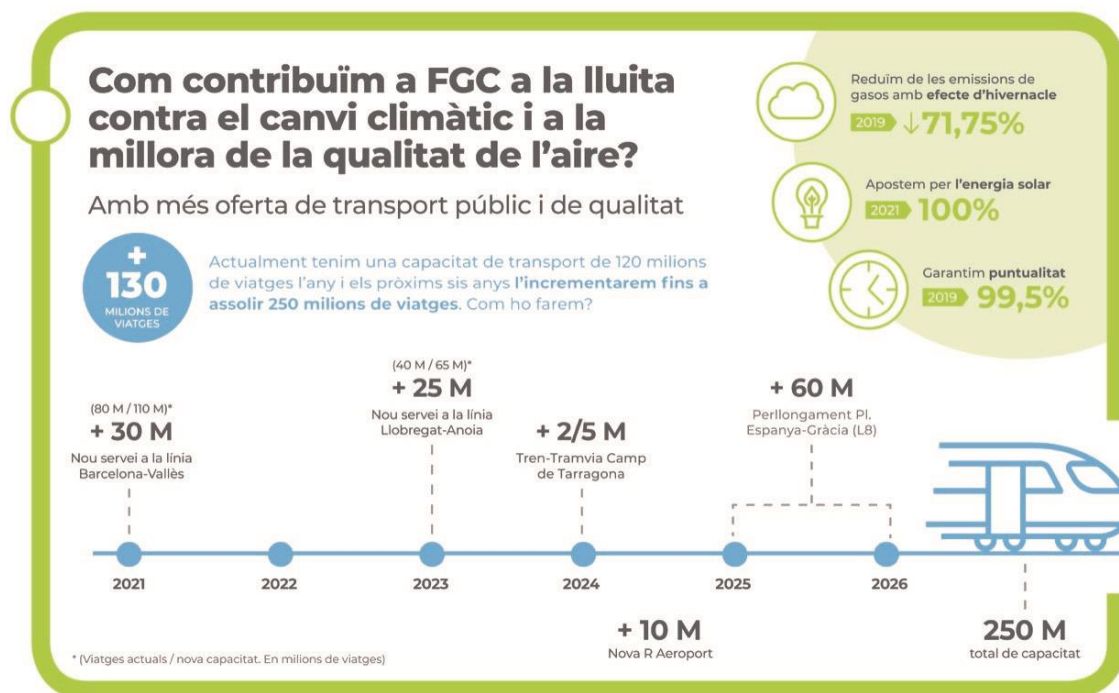 Com contribuïm a FGC a la lluita
contra el canvi climàtic i a la
millora de la qualitat de l'aire?
Amb més oferta de transport públic i de qualitat
+
130
MILIONS DE
VIATGES
Actualment tenim una capacitat de transport de 120 milions
de viatges l'any i els pròxims sis anys l'incrementarem fins a
assolir 250 milions de viatges. Com ho farem?
Reduïm de les emissions de
gasos amb efecte d'hivernacle
2019 ↓71,75%
Apostem per l'energia solar
2021 100%
Garantim puntualitat
2019 99,5%
(80 M / 110 M)*
+ 30 M
Nou servei a la línia
Barcelona-Vallès
(40 M / 65 M)*
+ 25 M
Nou servei a la línia
Llobregat-Anoia
+ 2/5 M
Tren-Tramvia Camp
de Tarragona
+ 60 M
Perllongament Pl.
Espanya-Gràcia (L8)
2021
2022
2023
2024
2025
2026
+ 10 M
Nova R Aeroport
250 M
total de capacitat
* (Viatges actuals / nova capacitat. En milions de viatges)